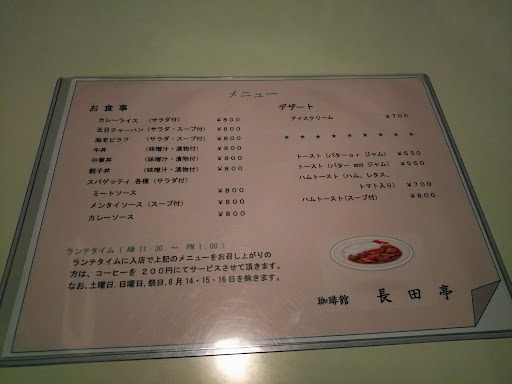 メニュー
お食事
カレーライス (サラダ付) ￥800
五目チャーハン (サラダ・スープ付) ￥800
海老ピラフ (サラダ・スープ付) ￥800
牛丼 (味噌汁・漬物付) ￥800
中華丼 (味噌汁・漬物付) ￥800
親子丼 (味噌汁・漬物付) ￥800
スパゲッティ 各種 (サラダ付)
ミートソース ￥800
メンタイソース (スープ付) ￥800
カレーソース ￥800
デザート
アイスクリーム ￥700
＊ ＊ ＊ ＊ ＊ ＊ ＊ ＊ ＊
トースト (バターor ジャム) ￥530
トースト (バター and ジャム) ￥550
ハムトースト (ハム、レタス、
トマト入り) ￥700
ハムトースト(スープ付) ￥800
ランチタイム ( AM 11:30 ～ PM 1:00 )
ランチタイムに入店で上記のメニューをお召し上がりの
方は、コーヒーを 200円にてサービスさせて頂きます。
なお、土曜日、日曜日、祭日、8月14・15・16日を除きます。
珈琲館 長田亭